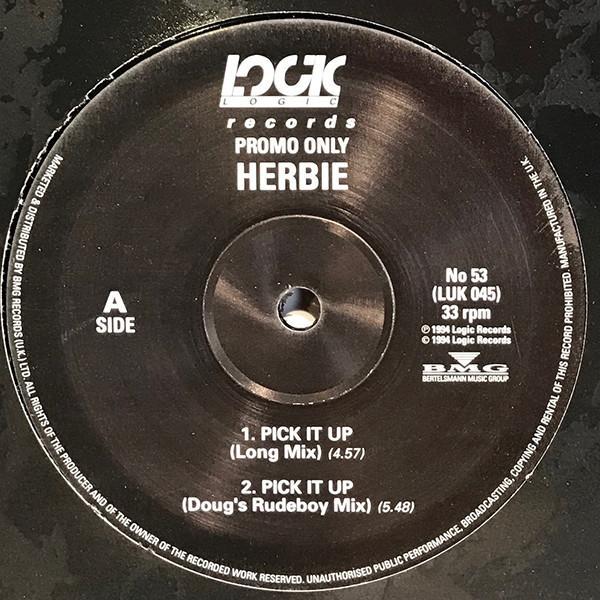 LOGIC
LOGIC
records
PROMO ONLY
HERBIE
A
SIDE
No 53
(LUK 045)
33 rpm
℗ 1994 Logic Records
© 1994 Logic Records
BMG
BERTELSMANN MUSIC GROUP
1. PICK IT UP
(Long Mix) (4.57)
2. PICK IT UP
(Doug's Rudeboy Mix) (5.48)
MARKETED & DISTRIBUTED BY BMG RECORDS (U.K.) LTD. ALL RIGHTS OF THE PRODUCER AND OF THE OWNER OF THE RECORDED WORK RESERVED. UNAUTHORISED PUBLIC PERFORMANCE, BROADCASTING, COPYING AND RENTAL OF THIS RECORD PROHIBITED. MANUFACTURED IN THE U.K.